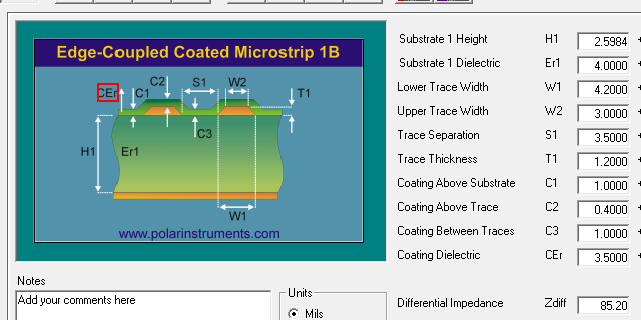 Edge-Coupled Coated Microstrip 1B
CEr C1 C2 S1 W2 T1
H1 Er1 C3
W1
www.polarinstruments.com
Notes
Add your comments here
Units
Mils
Substrate 1 Height H1 2.5984
Substrate 1 Dielectric Er1 4.0000
Lower Trace Width W1 4.2000
Upper Trace Width W2 3.0000
Trace Separation S1 3.5000
Trace Thickness T1 1.2000
Coating Above Substrate C1 1.0000
Coating Above Trace C2 0.4000
Coating Between Traces C3 1.0000
Coating Dielectric CEr 3.5000
Differential Impedance Zdiff 85.20